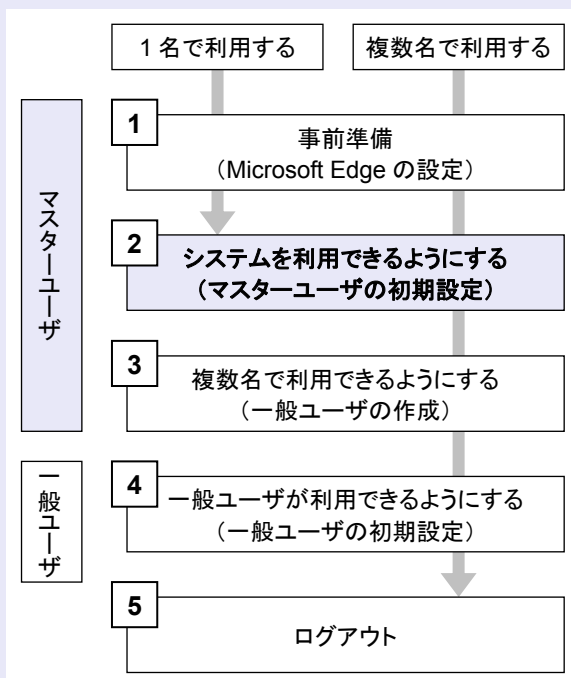 1 名で利用する
複数名で利用する
マスターユーザ
1
事前準備
（Microsoft Edge の設定）
2
システムを利用できるようにする
（マスターユーザの初期設定）
3
複数名で利用できるようにする
（一般ユーザの作成）
一般ユーザ
4
一般ユーザが利用できるようにする
（一般ユーザの初期設定）
5
ログアウト